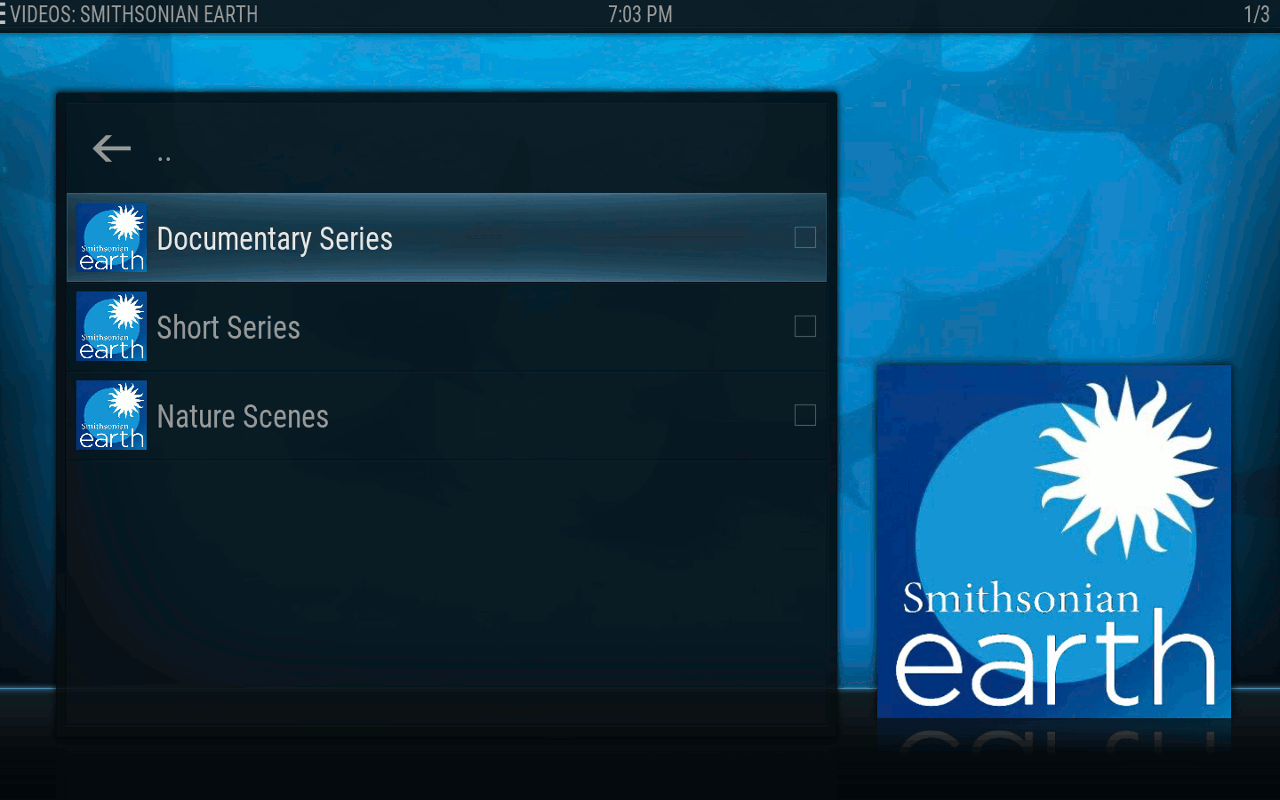 VIDEOS: SMITHSONIAN EARTH
7:03 PM
1/3
..
Smithsonian
earth
Documentary Series
Smithsonian
earth
Short Series
Smithsonian
earth
Nature Scenes
Smithsonian
earth